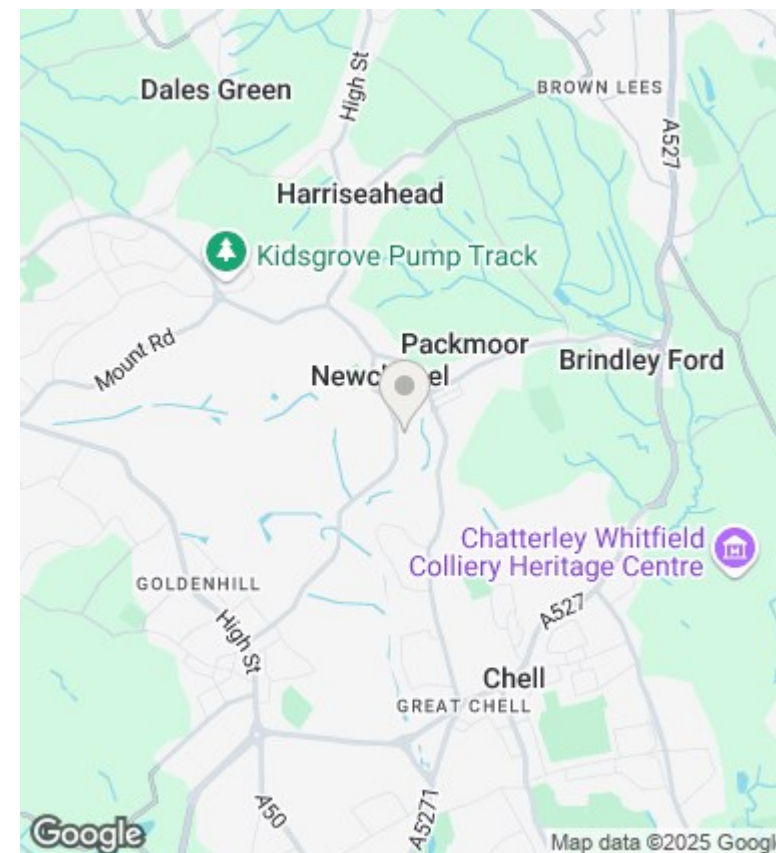 Dales Green
High St
BROWN LEES
A527
Harriseahead
Kidsgrove Pump Track
Mount Rd
Packmoor
Brindley Ford
Chatterley Whitfield
Colliery Heritage Centre
GOLDENHILL
High St
A527
Chell
GREAT CHELL
A50
A5271
Google
Map data ©2025 Google